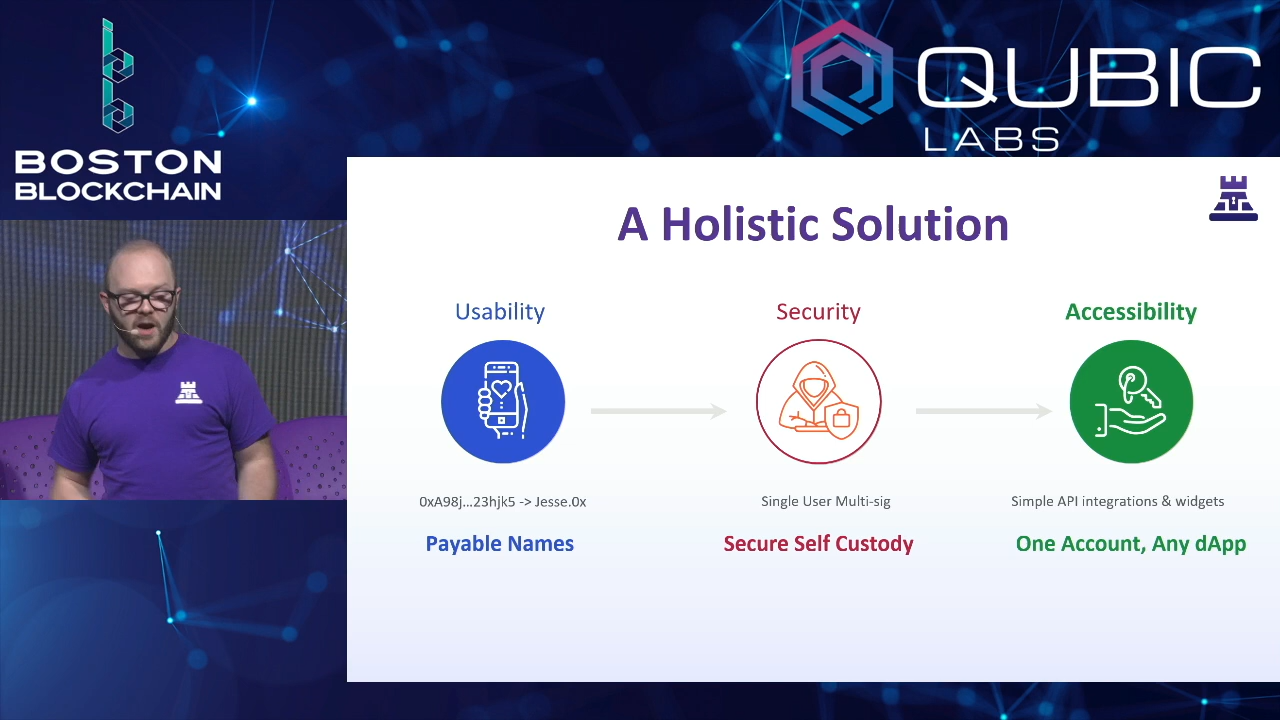 BOSTON
BLOCKCHAIN
QUBIC
LABS
A Holistic Solution
Usability
Security
Accessibility
0xA98j...23hjk5 -> Jesse.0x
Single User Multi-sig
Simple API integrations & widgets
Payable Names
Secure Self Custody
One Account, Any dApp